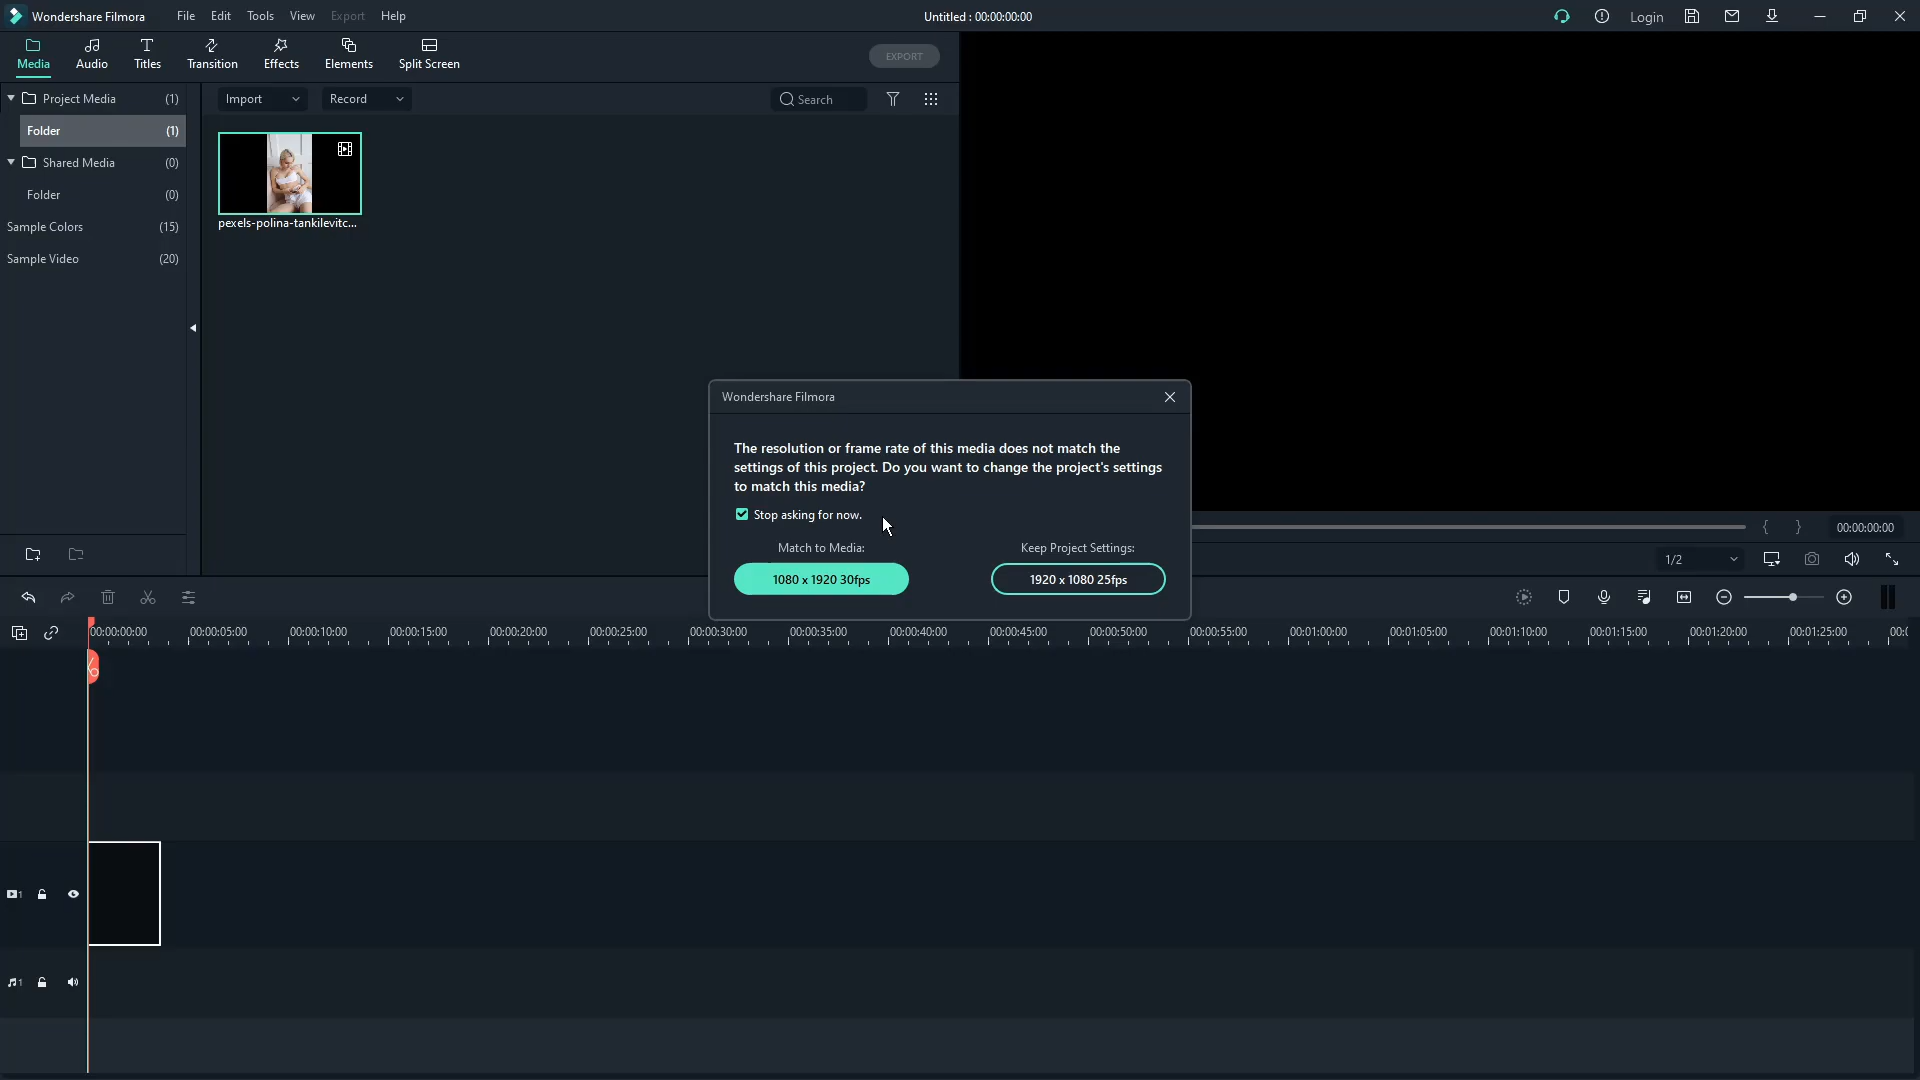 Wondershare Filmora File Edit Tools View Export Help Untitled : 00:00:00:00 Login
Media Audio Titles Transition Effects Elements Split Screen EXPORT
Project Media (1) Import Record Search
Folder (1)
Shared Media (0)
Folder (0)
pexels-polina-tankilevitc...
Sample Colors (15)
Sample Video (20)
Wondershare Filmora
The resolution or frame rate of this media does not match the
settings of this project. Do you want to change the project's settings
to match this media?
Stop asking for now.
{ } 00:00:00:00
Match to Media: Keep Project Settings:
1/2
1080 x 1920 30fps 1920 x 1080 25fps
00:00:00:00 00:00:05:00 00:00:10:00 00:00:15:00 00:00:20:00 00:00:25:00 00:00:30:00 00:00:35:00 00:00:40:00 00:00:45:00 00:00:50:00 00:00:55:00 00:01:00:00 00:01:05:00 00:01:10:00 00:01:15:00 00:01:20:00 00:01:25:00 00:0
1
1